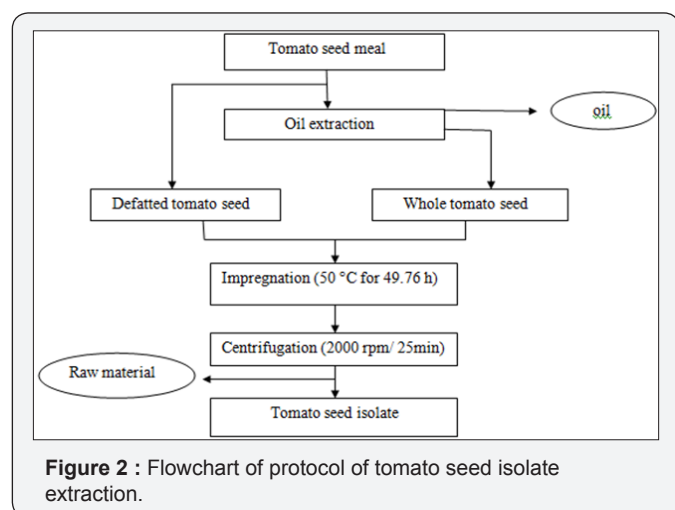 Tomato seed meal
Oil extraction
oil
Defatted tomato seed
Whole tomato seed
Impregnation (50 °C for 49.76 h)
Centrifugation (2000 rpm/ 25min)
Raw material
Tomato seed isolate
Figure 2 : Flowchart of protocol of tomato seed isolate
extraction.